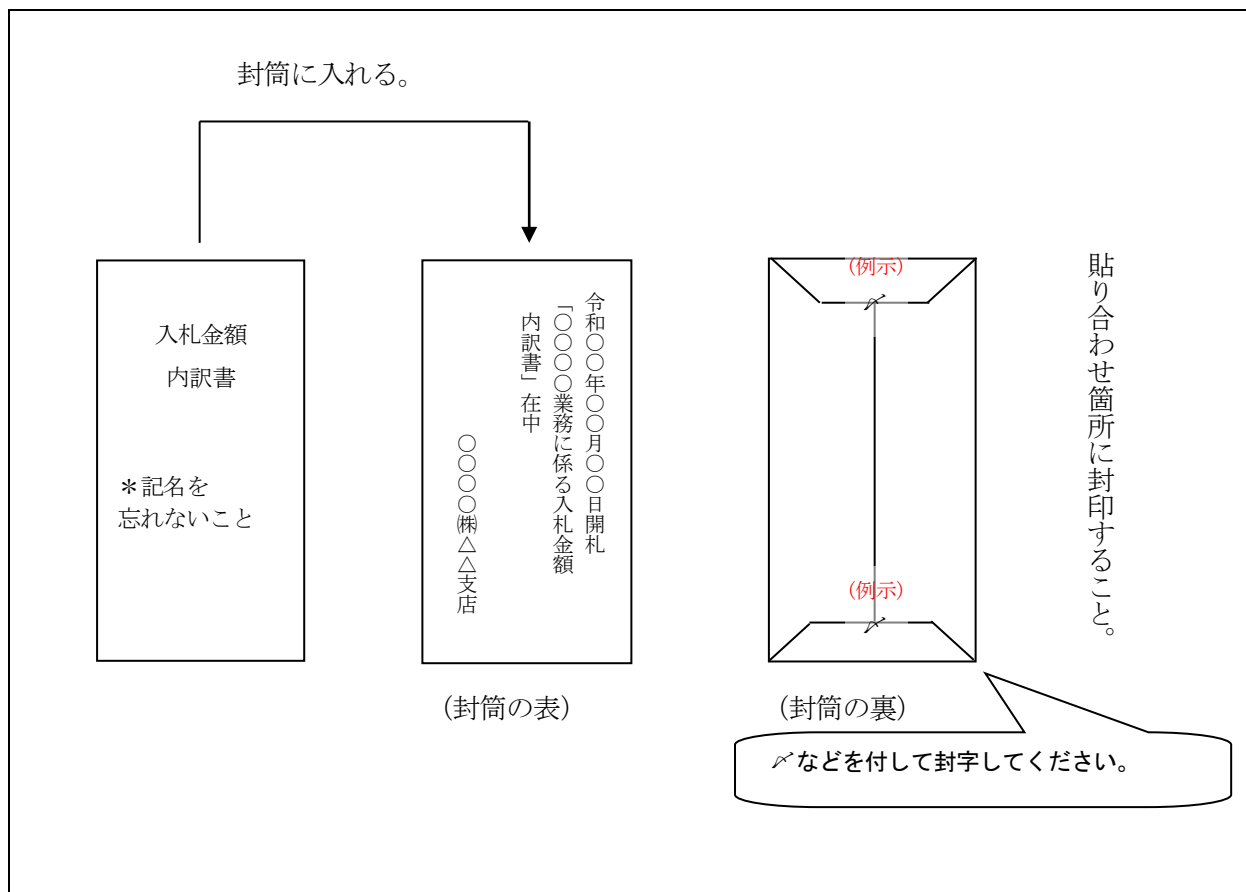 封筒に入れる。
入札金額
内訳書
＊記名を
忘れないこと
令和〇〇年〇〇月〇〇日開札
「〇〇〇〇業務に係る入札金額
内訳書」在中
〇〇〇〇㈱△△支店
(封筒の表)
(例示)
〆
(例示)
〆
(封筒の裏)
貼り合わせ箇所に封印すること。
〆などを付して封字してください。